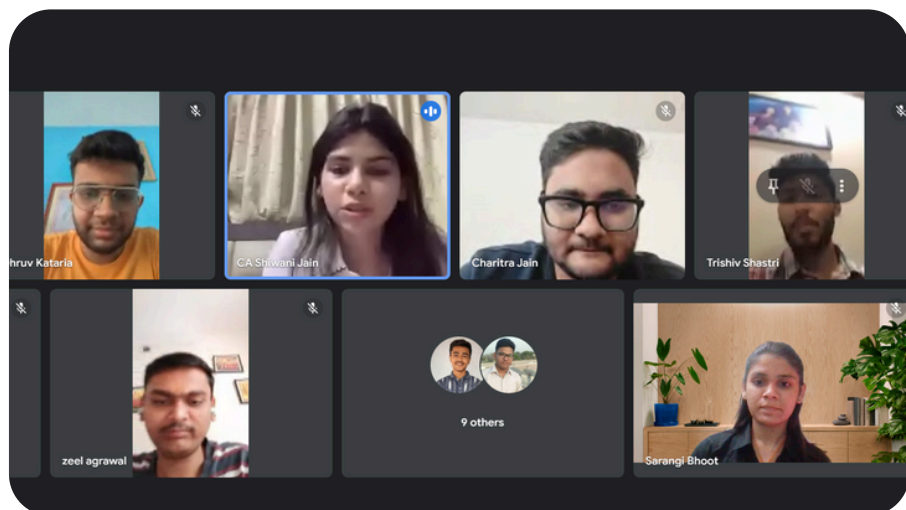 hruv Kataria
CA Shiwani Jain
Charitra Jain
Trishiv Shastri
zeel agrawal
9 others
Sarangi Bhoot